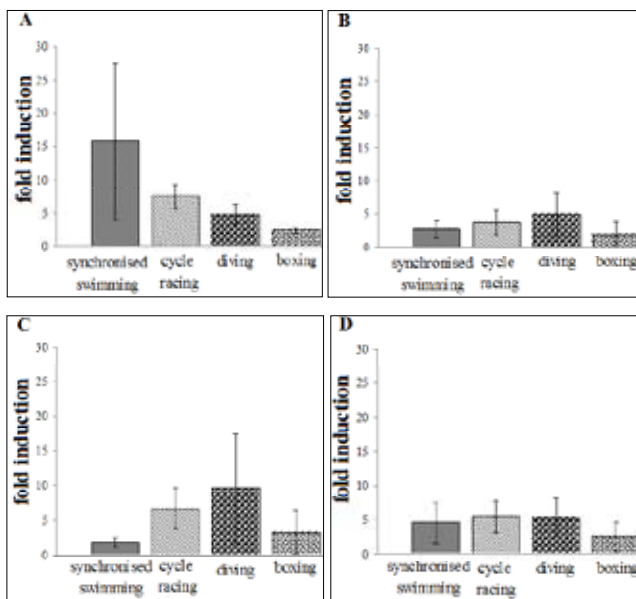 A
30
25
20
15
10
5
0
fold induction
synchronised swimming
cycle racing
diving
boxing
B
30
25
20
15
10
5
0
fold induction
synchronised swimming
cycle racing
diving
boxing
C
30
25
20
15
10
5
0
fold induction
synchronised swimming
cycle racing
diving
boxing
D
30
25
20
15
10
5
0
fold induction
synchronised swimming
cycle racing
diving
boxing